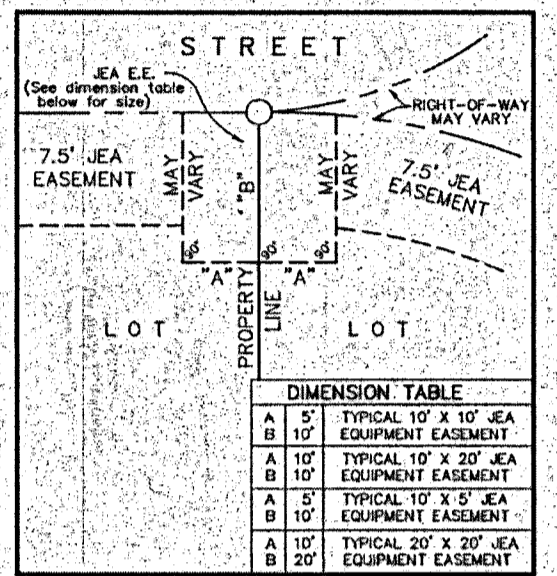 STREET
JEA E.E.
(See dimension table
below for size)
RIGHT-OF-WAY
MAY VARY
7.5' JEA
EASEMENT
MAY
VARY
"B"
MAY
VARY
7.5' JEA
EASEMENT
90°
90°
90°
"A"
"A"
PROPERTY
LINE
LOT
LOT
DIMENSION TABLE
A 5' TYPICAL 10' X 10' JEA
B 10' EQUIPMENT EASEMENT
A 10' TYPICAL 10' X 20' JEA
B 10' EQUIPMENT EASEMENT
A 5' TYPICAL 10' X 5' JEA
B 10' EQUIPMENT EASEMENT
A 10' TYPICAL 20' X 20' JEA
B 20' EQUIPMENT EASEMENT